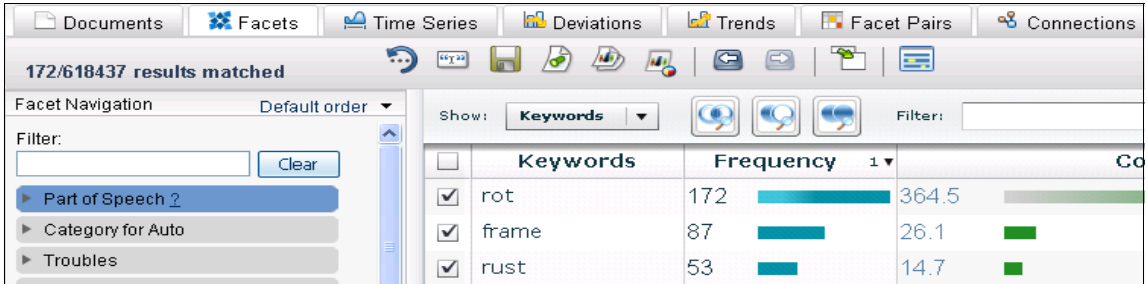 Documents Facets Time Series Deviations Trends Facet Pairs Connections
172/618437 results matched
Facet Navigation Default order
Filter:
Clear
Part of Speech ?
Category for Auto
Troubles
Show: Keywords Filter:
Keywords Frequency 1 Co
rot 172 364.5
frame 87 26.1
rust 53 14.7